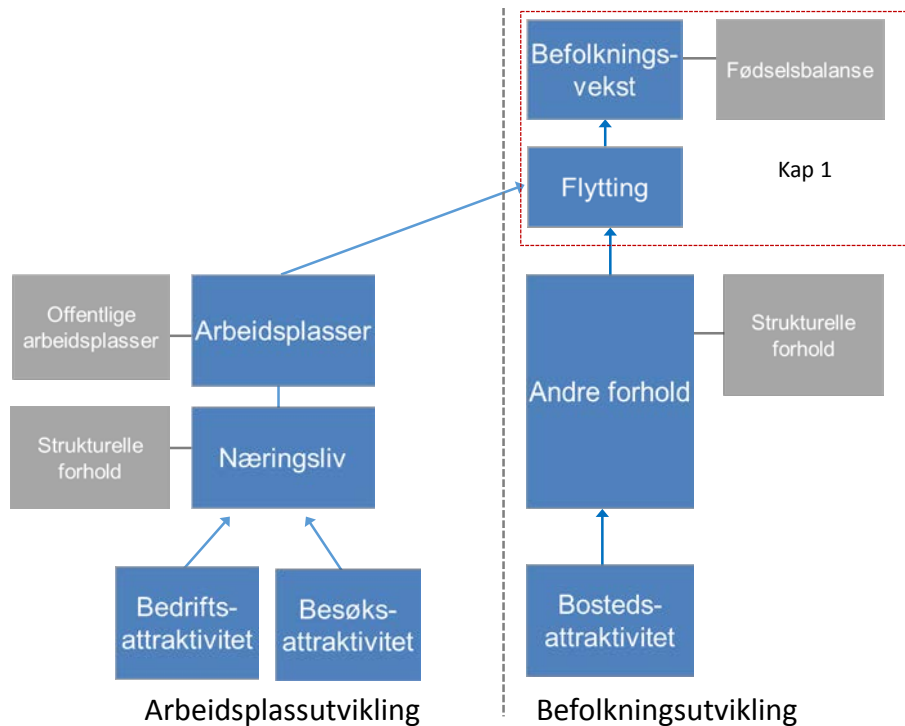 Befolknings-
vekst
Fødselsbalanse
Kap 1
Flytting
Offentlige
arbeidsplasser
Arbeidsplasser
Strukturelle
forhold
Andre forhold
Strukturelle
forhold
Næringsliv
Bedrifts-
attraktivitet
Besøks-
attraktivitet
Bosteds-
attraktivitet
Arbeidsplassutvikling
Befolkningsutvikling